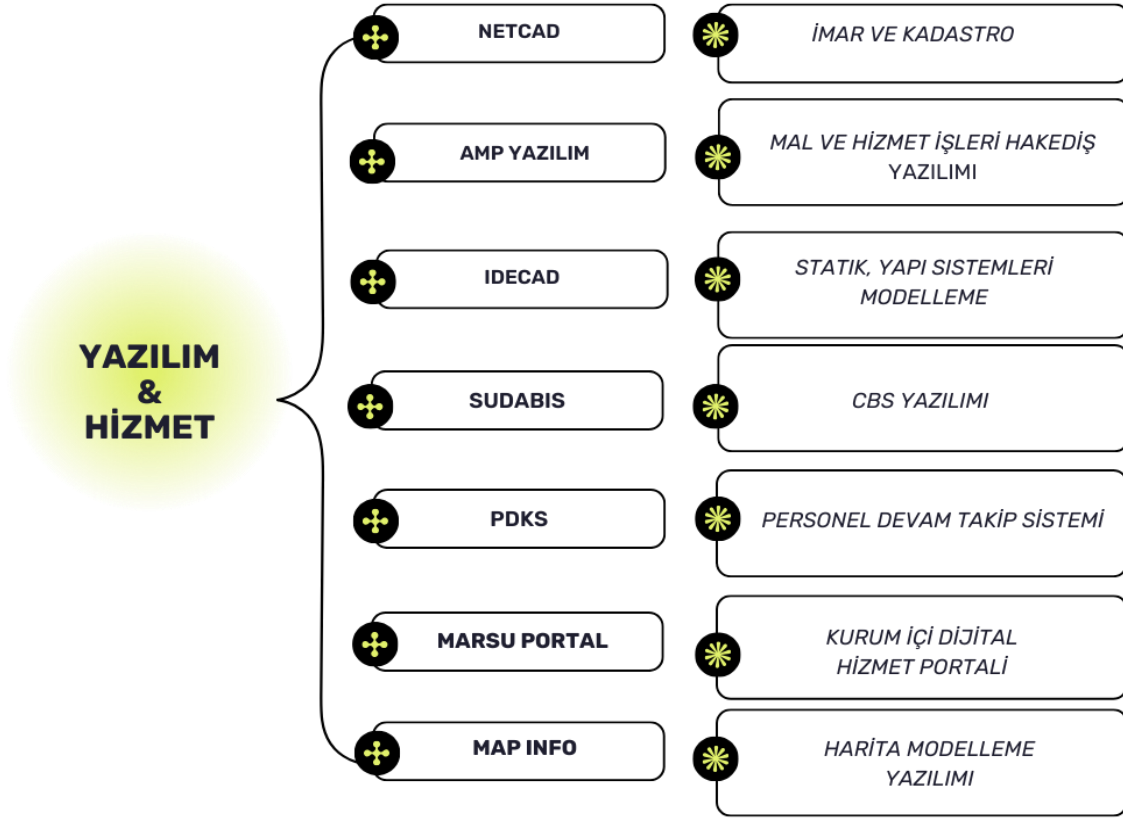 YAZILIM
&
HİZMET
NETCAD
İMAR VE KADASTRO
AMP YAZILIM
MAL VE HİZMET İŞLERİ HAKEDİŞ
YAZILIMI
IDECAD
STATIK, YAPI SISTEMLERİ
MODELLEME
SUDABIS
CBS YAZILIMI
PDKS
PERSONEL DEVAM TAKİP SİSTEMİ
MARSU PORTAL
KURUM İÇİ DİJİTAL
HİZMET PORTALİ
MAP INFO
HARİTA MODELLEME
YAZILIMI